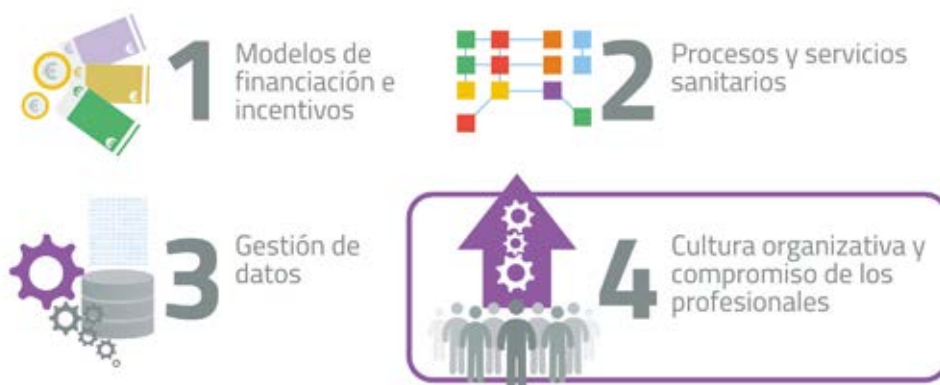 1
Modelos de
financiación e
incentivos
2
Procesos y servicios
sanitarios
3
Gestión de
datos
4
Cultura organizativa y
compromiso de los
profesionales